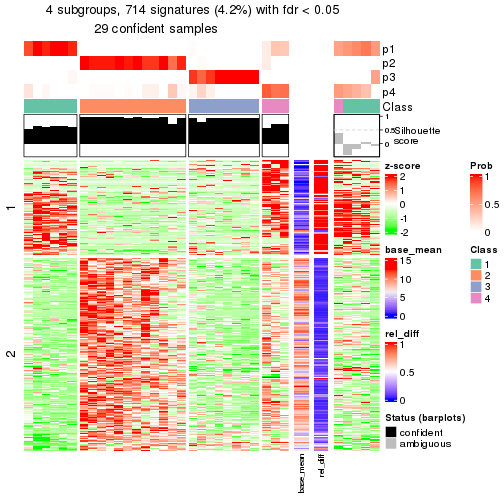 4 subgroups, 714 signatures (4.2%) with fdr < 0.05
29 confident samples
p1
p2
p3
p4
Class
1
0.5
0
Silhouette
score
1
2
base_mean
rel_diff
z-score
2
1
0
-1
-2
base_mean
15
10
5
0
rel_diff
1
0.5
0
Status (barplots)
confident
ambiguous
Prob
1
0.5
0
Class
1
2
3
4